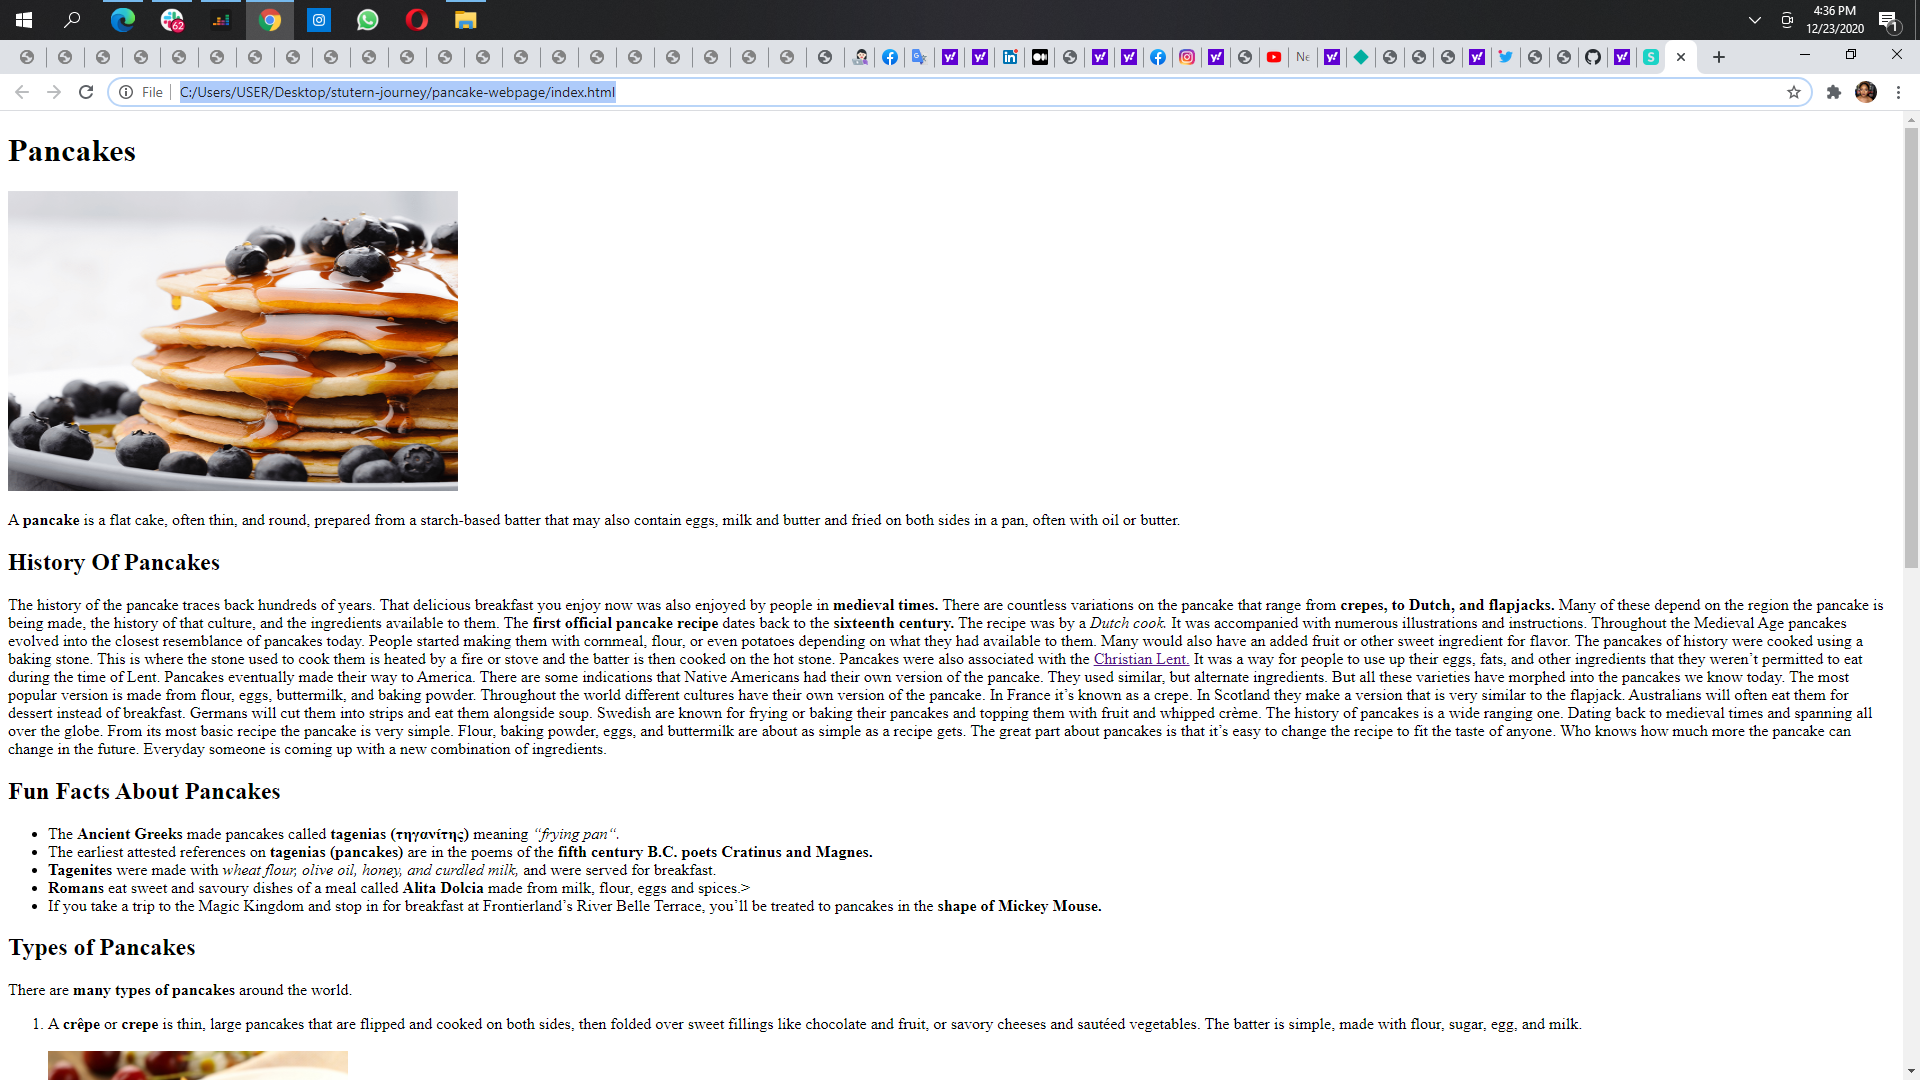 4:36 PM
12/23/2020
62
1
Ne
S
File
C:/Users/USER/Desktop/stutern-journey/pancake-webpage/index.html
Pancakes
A pancake is a flat cake, often thin, and round, prepared from a starch-based batter that may also contain eggs, milk and butter and fried on both sides in a pan, often with oil or butter.
History Of Pancakes
The history of the pancake traces back hundreds of years. That delicious breakfast you enjoy now was also enjoyed by people in medieval times. There are countless variations on the pancake that range from crepes, to Dutch, and flapjacks. Many of these depend on the region the pancake is
being made, the history of that culture, and the ingredients available to them. The first official pancake recipe dates back to the sixteenth century. The recipe was by a Dutch cook. It was accompanied with numerous illustrations and instructions. Throughout the Medieval Age pancakes
evolved into the closest resemblance of pancakes today. People started making them with cornmeal, flour, or even potatoes depending on what they had available to them. Many would also have an added fruit or other sweet ingredient for flavor. The pancakes of history were cooked using a
baking stone. This is where the stone used to cook them is heated by a fire or stove and the batter is then cooked on the hot stone. Pancakes were also associated with the Christian Lent. It was a way for people to use up their eggs, fats, and other ingredients that they weren’t permitted to eat
during the time of Lent. Pancakes eventually made their way to America. There are some indications that Native Americans had their own version of the pancake. They used similar, but alternate ingredients. But all these varieties have morphed into the pancakes we know today. The most
popular version is made from flour, eggs, buttermilk, and baking powder. Throughout the world different cultures have their own version of the pancake. In France it’s known as a crepe. In Scotland they make a version that is very similar to the flapjack. Australians will often eat them for
dessert instead of breakfast. Germans will cut them into strips and eat them alongside soup. Swedish are known for frying or baking their pancakes and topping them with fruit and whipped crème. The history of pancakes is a wide ranging one. Dating back to medieval times and spanning all
over the globe. From its most basic recipe the pancake is very simple. Flour, baking powder, eggs, and buttermilk are about as simple as a recipe gets. The great part about pancakes is that it’s easy to change the recipe to fit the taste of anyone. Who knows how much more the pancake can
change in the future. Everyday someone is coming up with a new combination of ingredients.
Fun Facts About Pancakes
• The Ancient Greeks made pancakes called tagenias (τηγανίτης) meaning “frying pan“.
• The earliest attested references on tagenias (pancakes) are in the poems of the fifth century B.C. poets Cratinus and Magnes.
• Tagenites were made with wheat flour, olive oil, honey, and curdled milk, and were served for breakfast.
• Romans eat sweet and savoury dishes of a meal called Alita Dolcia made from milk, flour, eggs and spices.>
• If you take a trip to the Magic Kingdom and stop in for breakfast at Frontierland’s River Belle Terrace, you’ll be treated to pancakes in the shape of Mickey Mouse.
Types of Pancakes
There are many types of pancakes around the world.
1. A crêpe or crepe is thin, large pancakes that are flipped and cooked on both sides, then folded over sweet fillings like chocolate and fruit, or savory cheeses and sautéed vegetables. The batter is simple, made with flour, sugar, egg, and milk.